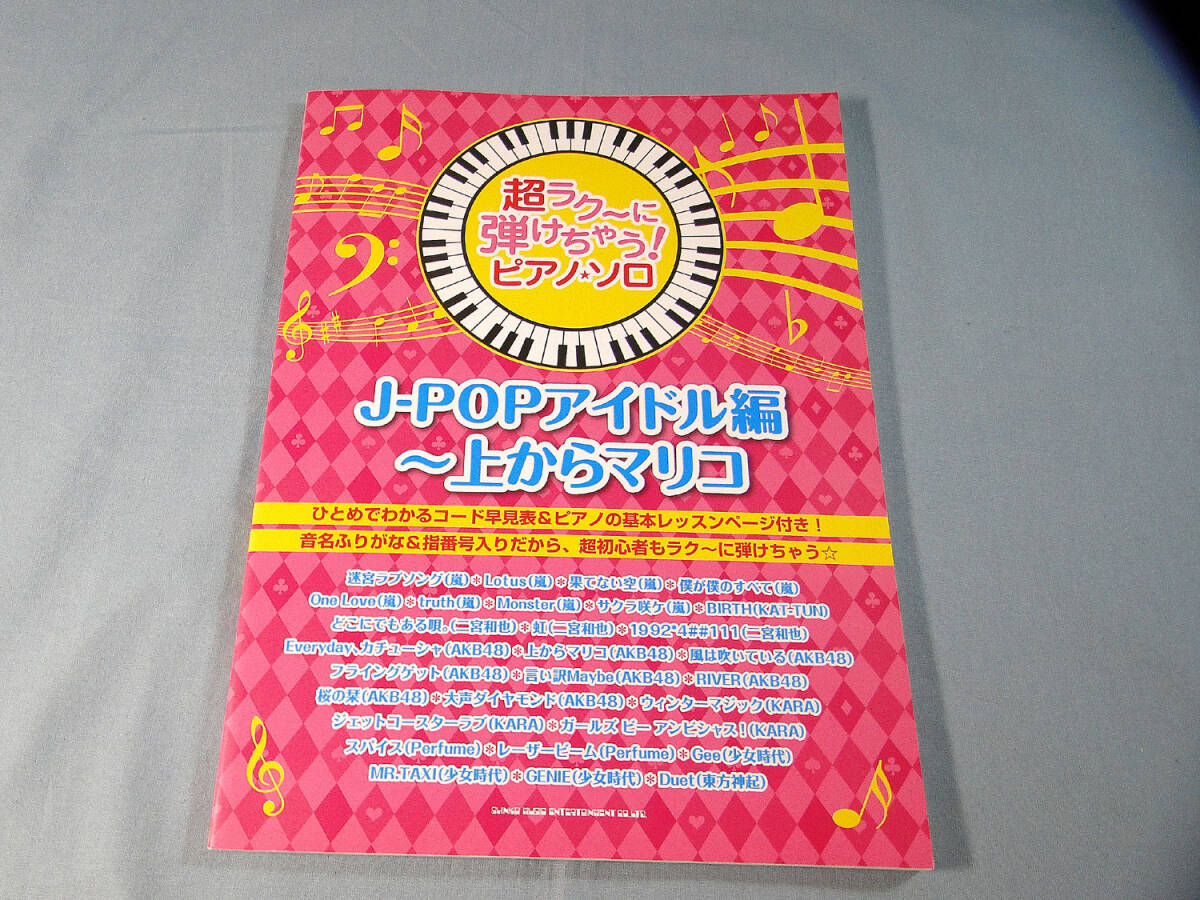 超ラク〜に
弾けちゃう!
ピアノ★ソロ
J-POPアイドル編
〜上からマリコ
ひとめでわかるコード早見表&ピアノの基本レッスンページ付き!
音名ふりがな&指番号入りだから、超初心者もラク〜に弾けちゃう☆
迷宮ラブソング(嵐)*Lotus(嵐)*果てない空(嵐)*僕が僕のすべて(嵐)
One Love(嵐)*truth(嵐)*Monster(嵐)*サクラ咲ケ(嵐)*BIRTH(KAT-TUN)
どこにでもある唄。(二宮和也)*虹(二宮和也)*1992*4##111(二宮和也)
Everyday、カチューシャ(AKB48)*上からマリコ(AKB48)*風は吹いている(AKB48)
フライングゲット(AKB48)*言い訳Maybe(AKB48)*RIVER(AKB48)
桜の栞(AKB48)*大声ダイヤモンド(AKB48)*ウィンターマジック(KARA)
ジェットコースターラブ(KARA)*ガールズ ビー アンビシャス!(KARA)
スパイス(Perfume)*レーザービーム(Perfume)*Gee(少女時代)
MR.TAXI(少女時代)*GENIE(少女時代)*Duet(東方神起)
SHINKO MUSIC ENTERTAINMENT CO.,LTD.